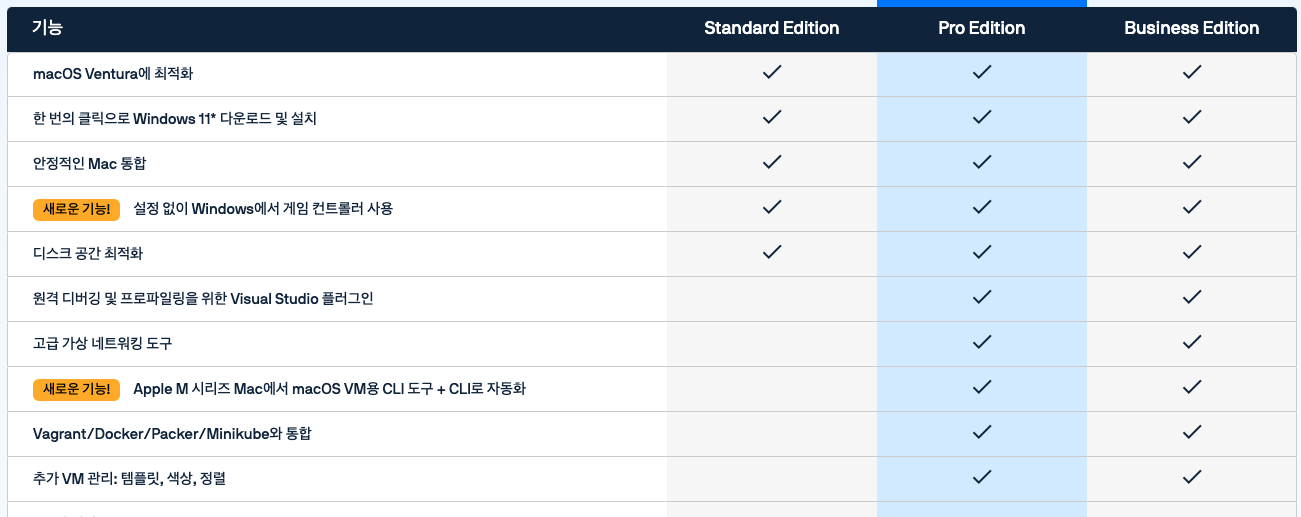 기능 Standard Edition Pro Edition Business Edition
macOS Ventura에 최적화
한 번의 클릭으로 Windows 11* 다운로드 및 설치
안정적인 Mac 통합
새로운 기능! 설정 없이 Windows에서 게임 컨트롤러 사용
디스크 공간 최적화
원격 디버깅 및 프로파일링을 위한 Visual Studio 플러그인
고급 가상 네트워킹 도구
새로운 기능! Apple M 시리즈 Mac에서 macOS VM용 CLI 도구 + CLI로 자동화
Vagrant/Docker/Packer/Minikube와 통합
추가 VM 관리: 템플릿, 색상, 정렬